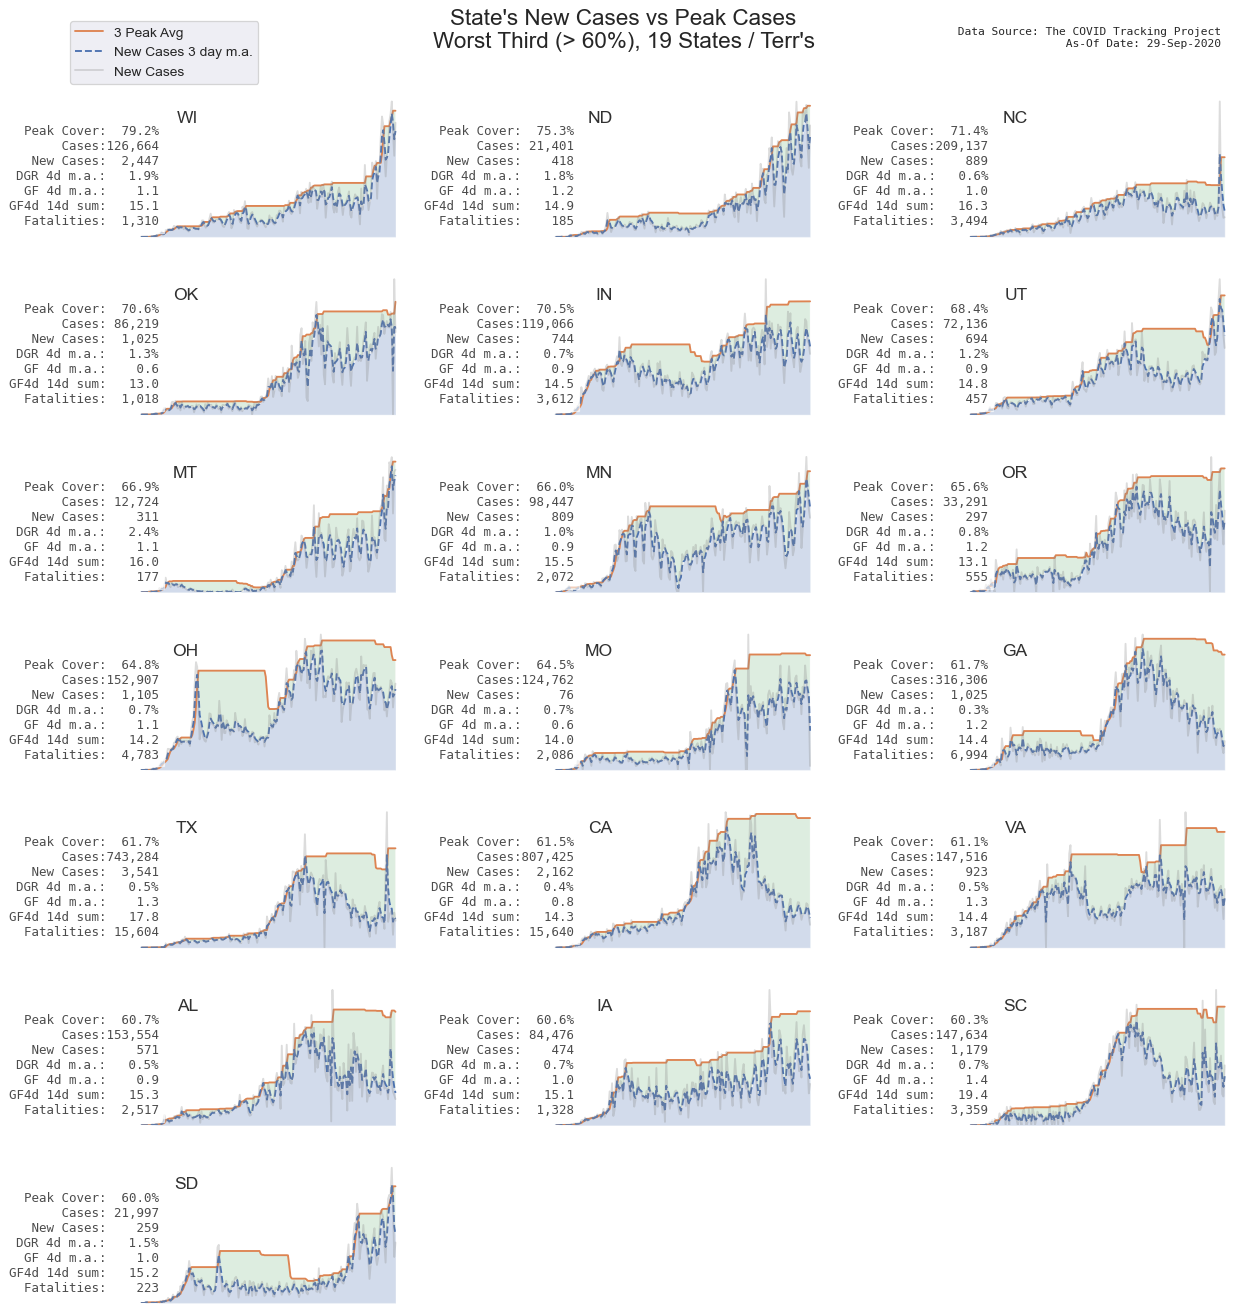 State's New Cases vs Peak Cases
Worst Third (> 60%), 19 States / Terr's
3 Peak Avg
New Cases 3 day m.a.
New Cases
Data Source: The COVID Tracking Project
As-Of Date: 29-Sep-2020
WI
Peak Cover: 79.2%
Cases:126,664
New Cases: 2,447
DGR 4d m.a.: 1.9%
GF 4d m.a.: 1.1
GF4d 14d sum: 15.1
Fatalities: 1,310
ND
Peak Cover: 75.3%
Cases: 21,401
New Cases: 418
DGR 4d m.a.: 1.8%
GF 4d m.a.: 1.2
GF4d 14d sum: 14.9
Fatalities: 185
NC
Peak Cover: 71.4%
Cases:209,137
New Cases: 889
DGR 4d m.a.: 0.6%
GF 4d m.a.: 1.0
GF4d 14d sum: 16.3
Fatalities: 3,494
OK
Peak Cover: 70.6%
Cases: 86,219
New Cases: 1,025
DGR 4d m.a.: 1.3%
GF 4d m.a.: 0.6
GF4d 14d sum: 13.0
Fatalities: 1,018
IN
Peak Cover: 70.5%
Cases:119,066
New Cases: 744
DGR 4d m.a.: 0.7%
GF 4d m.a.: 0.9
GF4d 14d sum: 14.5
Fatalities: 3,612
UT
Peak Cover: 68.4%
Cases: 72,136
New Cases: 694
DGR 4d m.a.: 1.2%
GF 4d m.a.: 0.9
GF4d 14d sum: 14.8
Fatalities: 457
MT
Peak Cover: 66.9%
Cases: 12,724
New Cases: 311
DGR 4d m.a.: 2.4%
GF 4d m.a.: 1.1
GF4d 14d sum: 16.0
Fatalities: 177
MN
Peak Cover: 66.0%
Cases: 98,447
New Cases: 809
DGR 4d m.a.: 1.0%
GF 4d m.a.: 0.9
GF4d 14d sum: 15.5
Fatalities: 2,072
OR
Peak Cover: 65.6%
Cases: 33,291
New Cases: 297
DGR 4d m.a.: 0.8%
GF 4d m.a.: 1.2
GF4d 14d sum: 13.1
Fatalities: 555
OH
Peak Cover: 64.8%
Cases:152,907
New Cases: 1,105
DGR 4d m.a.: 0.7%
GF 4d m.a.: 1.1
GF4d 14d sum: 14.2
Fatalities: 4,783
MO
Peak Cover: 64.5%
Cases:124,762
New Cases: 76
DGR 4d m.a.: 0.7%
GF 4d m.a.: 0.6
GF4d 14d sum: 14.0
Fatalities: 2,086
GA
Peak Cover: 61.7%
Cases:316,306
New Cases: 1,025
DGR 4d m.a.: 0.3%
GF 4d m.a.: 1.2
GF4d 14d sum: 14.4
Fatalities: 6,994
TX
Peak Cover: 61.7%
Cases:743,284
New Cases: 3,541
DGR 4d m.a.: 0.5%
GF 4d m.a.: 1.3
GF4d 14d sum: 17.8
Fatalities: 15,604
CA
Peak Cover: 61.5%
Cases:807,425
New Cases: 2,162
DGR 4d m.a.: 0.4%
GF 4d m.a.: 0.8
GF4d 14d sum: 14.3
Fatalities: 15,640
VA
Peak Cover: 61.1%
Cases:147,516
New Cases: 923
DGR 4d m.a.: 0.5%
GF 4d m.a.: 1.3
GF4d 14d sum: 14.4
Fatalities: 3,187
AL
Peak Cover: 60.7%
Cases:153,554
New Cases: 571
DGR 4d m.a.: 0.5%
GF 4d m.a.: 0.9
GF4d 14d sum: 15.3
Fatalities: 2,517
IA
Peak Cover: 60.6%
Cases: 84,476
New Cases: 474
DGR 4d m.a.: 0.7%
GF 4d m.a.: 1.0
GF4d 14d sum: 15.1
Fatalities: 1,328
SC
Peak Cover: 60.3%
Cases:147,634
New Cases: 1,179
DGR 4d m.a.: 0.7%
GF 4d m.a.: 1.4
GF4d 14d sum: 19.4
Fatalities: 3,359
SD
Peak Cover: 60.0%
Cases: 21,997
New Cases: 259
DGR 4d m.a.: 1.5%
GF 4d m.a.: 1.0
GF4d 14d sum: 15.2
Fatalities: 223